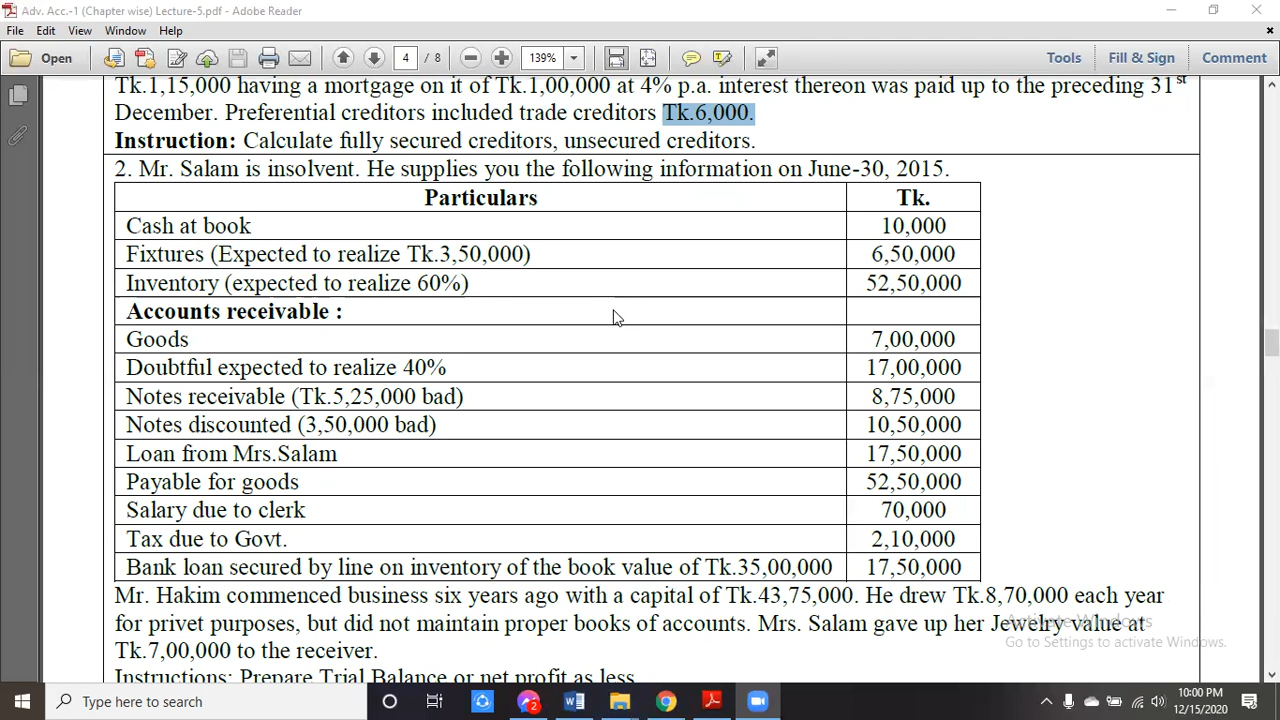 Adv. Acc.-1 (Chapter wise) Lecture-5.pdf - Adobe Reader
File Edit View Window Help
Open 4 / 8 139% Tools Fill & Sign Comment
Tk.1,15,000 having a mortgage on it of Tk.1,00,000 at 4% p.a. interest thereon was paid up to the preceding 31st
December. Preferential creditors included trade creditors Tk.6,000.
Instruction: Calculate fully secured creditors, unsecured creditors.
2. Mr. Salam is insolvent. He supplies you the following information on June-30, 2015.
Particulars Tk.
Cash at book 10,000
Fixtures (Expected to realize Tk.3,50,000) 6,50,000
Inventory (expected to realize 60%) 52,50,000
Accounts receivable :
Goods 7,00,000
Doubtful expected to realize 40% 17,00,000
Notes receivable (Tk.5,25,000 bad) 8,75,000
Notes discounted (3,50,000 bad) 10,50,000
Loan from Mrs.Salam 17,50,000
Payable for goods 52,50,000
Salary due to clerk 70,000
Tax due to Govt. 2,10,000
Bank loan secured by line on inventory of the book value of Tk.35,00,000 17,50,000
Mr. Hakim commenced business six years ago with a capital of Tk.43,75,000. He drew Tk.8,70,000 each year
for privet purposes, but did not maintain proper books of accounts. Mrs. Salam gave up her Jewelry value at
Activate Windows
Go to Settings to activate Windows.
Tk.7,00,000 to the receiver.
Instructions: Prepare Trial Balance or net profit as less
Type here to search
2
10:00 PM
12/15/2020